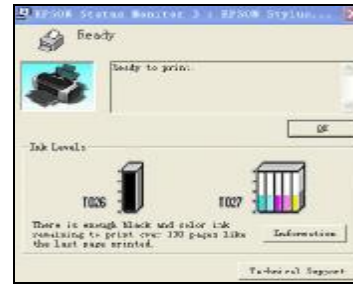 EPSON Status Monitor 3 : EPSON Stylus...
Ready
Ready to print.
OK
Ink Levels
T026
T027
There is enough black and color ink
remaining to print over 100 pages like
the last page printed.
Information
Technical Support